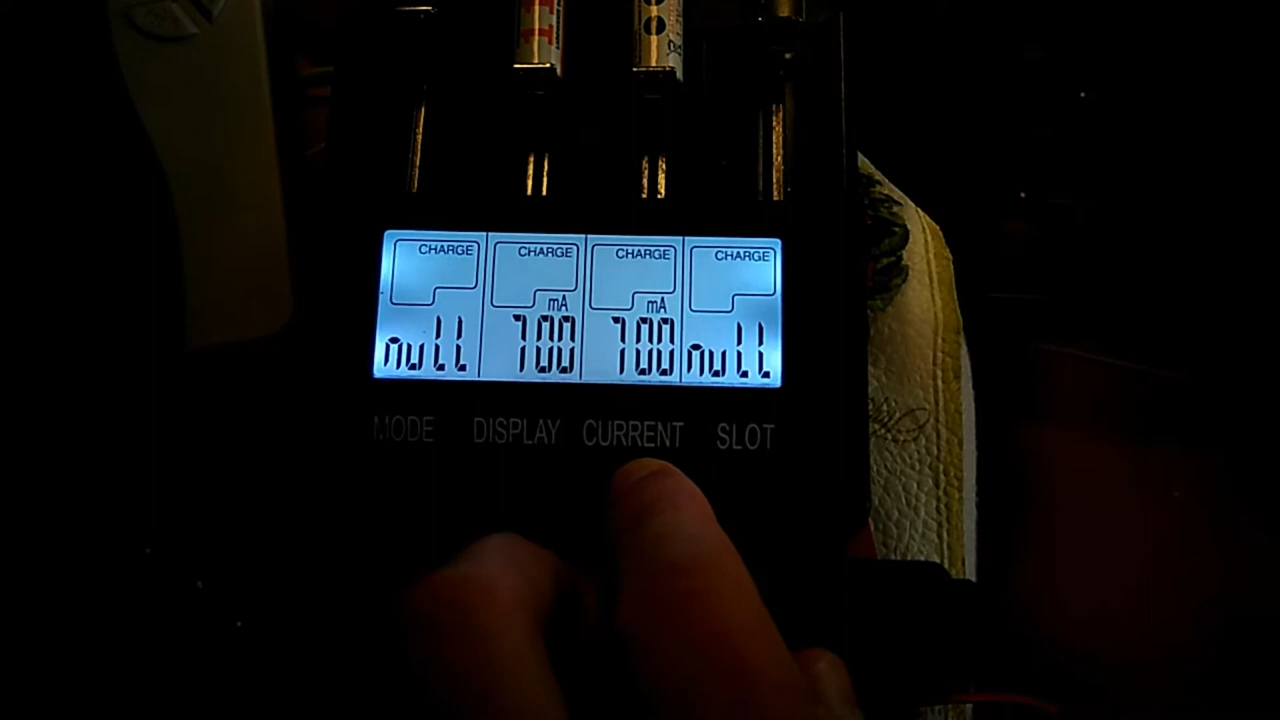 CHARGE CHARGE CHARGE CHARGE
mA mA
null 700 700 null
MODE DISPLAY CURRENT SLOT